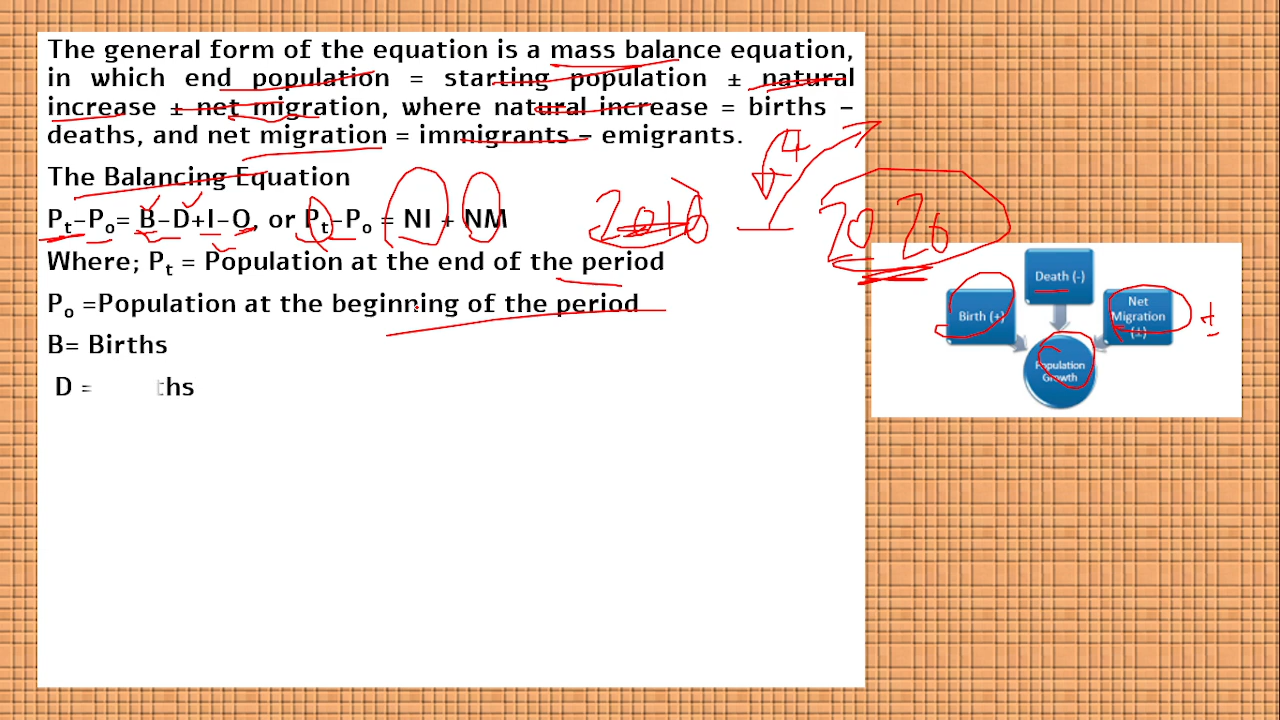 The general form of the equation is a mass balance equation,
in which end population = starting population ± natural
increase ± net migration, where natural increase = births –
deaths, and net migration = immigrants – emigrants.
The Balancing Equation
Pt–Po= B–D+I–O, or Pt–Po = NI + NM
Where; Pt = Population at the end of the period
Po =Population at the beginning of the period
B= Births
D = ths
2026
Death (-)
Birth (+)
Net
Migration
(±)
±
Population
Growth